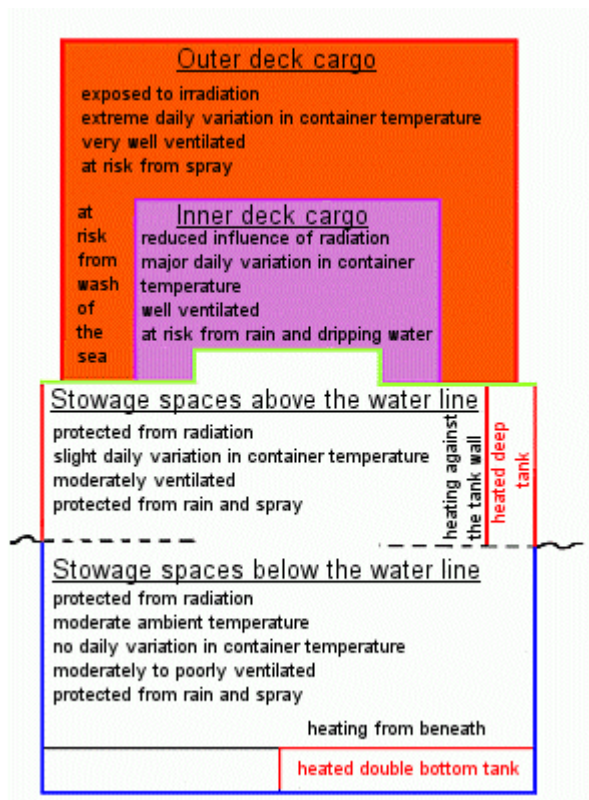 Outer deck cargo
exposed to irradiation
extreme daily variation in container temperature
very well ventilated
at risk from spray
at
risk
from
wash
of
the
sea
Inner deck cargo
reduced influence of radiation
major daily variation in container
temperature
well ventilated
at risk from rain and dripping water
Stowage spaces above the water line
protected from radiation
slight daily variation in container temperature
moderately ventilated
protected from rain and spray
heating against
the tank wall
heated deep
tank
Stowage spaces below the water line
protected from radiation
moderate ambient temperature
no daily variation in container temperature
moderately to poorly ventilated
protected from rain and spray
heating from beneath
heated double bottom tank